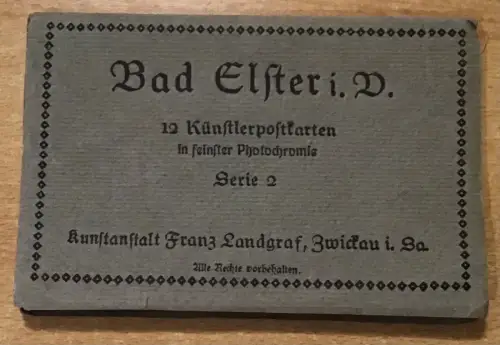 Bad Elſter i. V.
12 Künſtlerpoſtkarten
in feinſter Photochromie
Serie 2
Kunſtanſtalt Franz Landgraf, Zwickau i. Sa.
Alle Rechte vorbehalten.